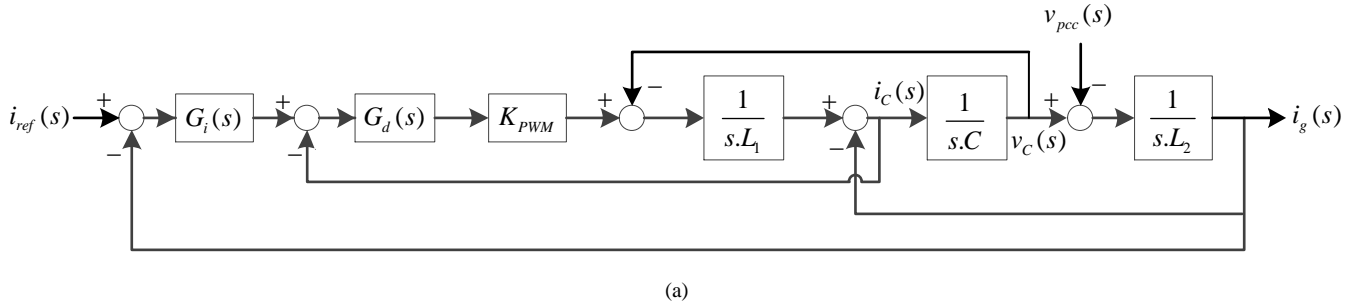 v_pcc(s)
i_ref(s) + − G_i(s) + − G_d(s) K_PWM + − 1/s.L_1 + − i_C(s) 1/s.C + − v_C(s) 1/s.L_2 i_g(s)
(a)